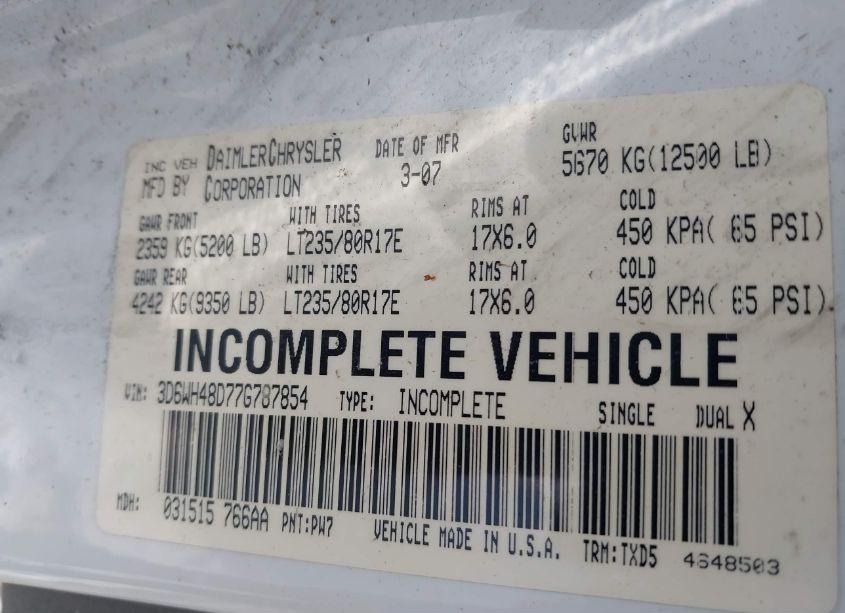 INC VEH DAIMLERCHRYSLER DATE OF MFR GVWR
MFD BY CORPORATION 3-07 5670 KG(12500 LB)
GAWR FRONT WITH TIRES RIMS AT COLD
2359 KG(5200 LB) LT235/80R17E 17X6.0 450 KPA( 65 PSI)
GAWR REAR WITH TIRES RIMS AT COLD
4242 KG(9350 LB) LT235/80R17E 17X6.0 450 KPA( 65 PSI)
INCOMPLETE VEHICLE
VIN: 3D6WH48D77G787854 TYPE: INCOMPLETE SINGLE DUAL X
MDH: 031515 766AA PNT:PW7 VEHICLE MADE IN U.S.A. TRM:TXD5 4648503